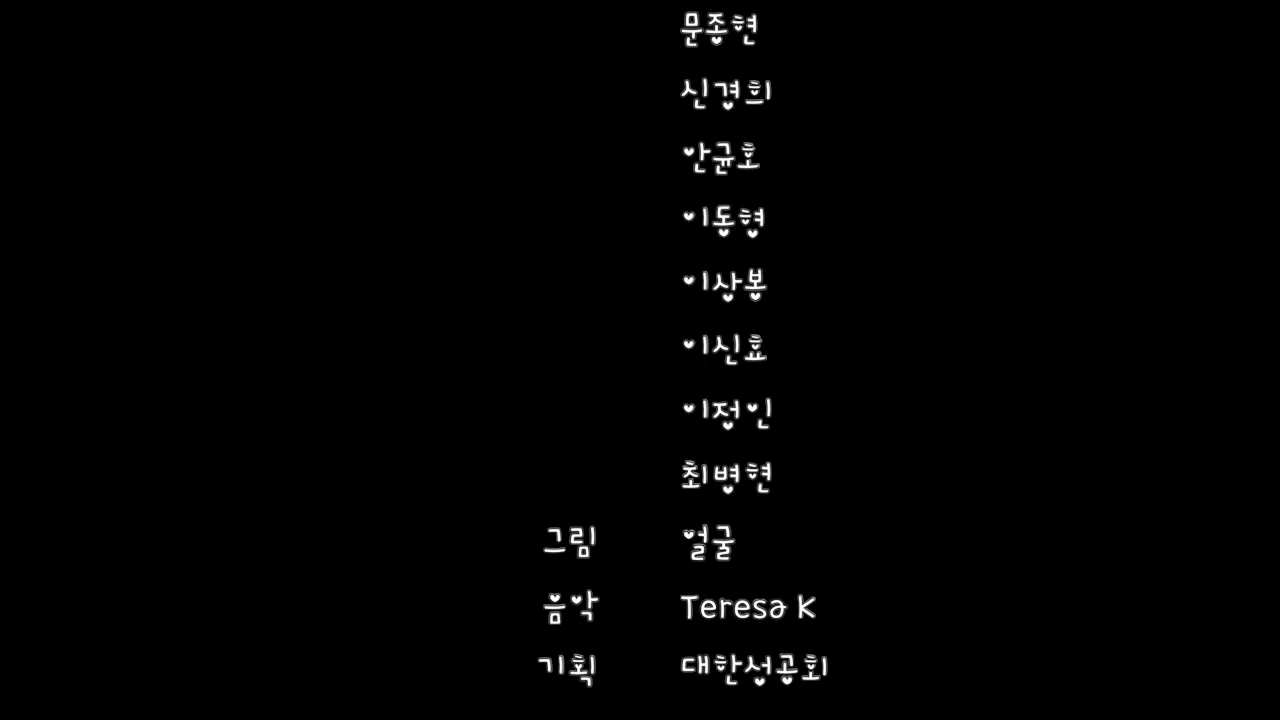 문종현
신경희
안균호
이동형
이상봉
이신효
이정인
최병현
그림 얼굴
음악 Teresa K
기획 대한성공회